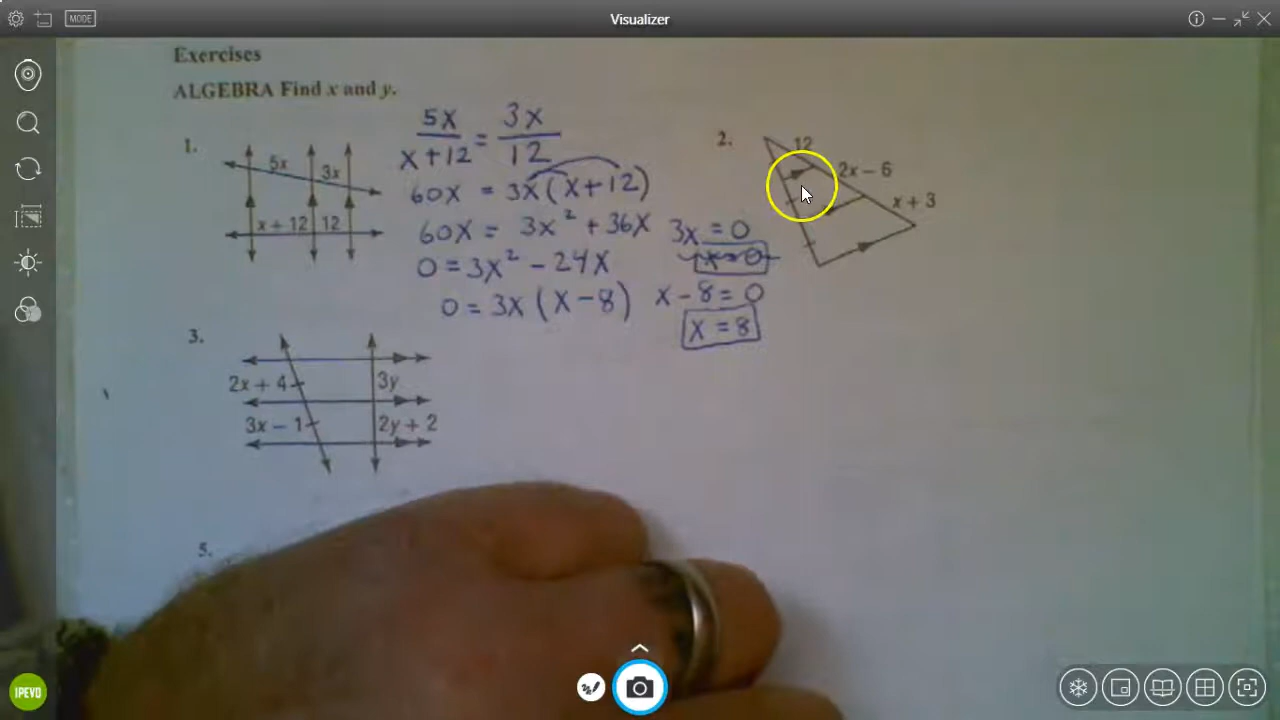 MODE
Visualizer
Exercises
ALGEBRA Find x and y.
1.
5x
3x
x + 12
12
5X/X+12 = 3X/12
60X = 3X(X+12)
60X = 3X² + 36X
0 = 3X² - 24X
0 = 3X(X-8)
3X = 0
X = 0
X - 8 = 0
X = 8
2.
12
2x − 6
x + 3
3.
2x + 4
3y
3x − 1
2y + 2
5.
IPEVO